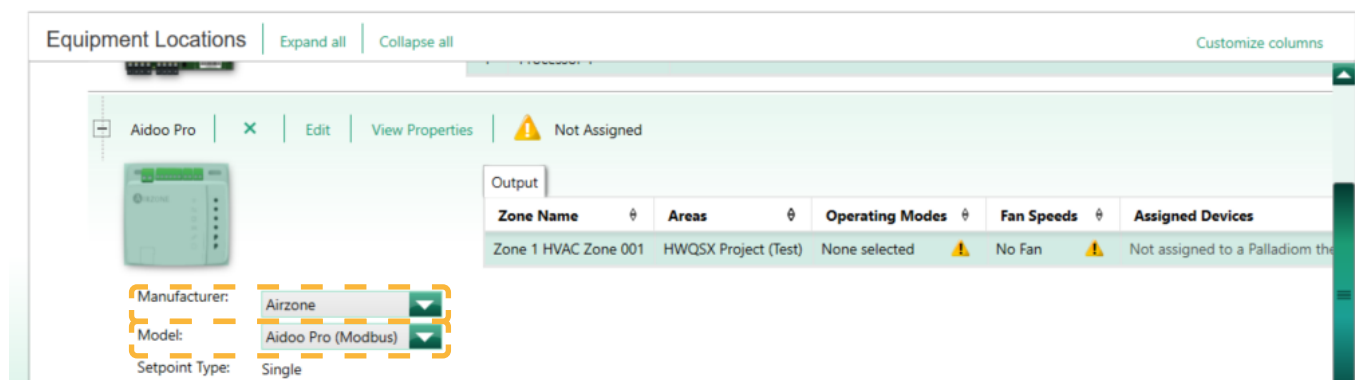 Equipment Locations Expand all Collapse all Customize columns
Aidoo Pro × Edit View Properties Not Assigned
Output
Zone Name Areas Operating Modes Fan Speeds Assigned Devices
Zone 1 HVAC Zone 001 HWQSX Project (Test) None selected No Fan Not assigned to a Palladiom the
Manufacturer: Airzone
Model: Aidoo Pro (Modbus)
Setpoint Type: Single